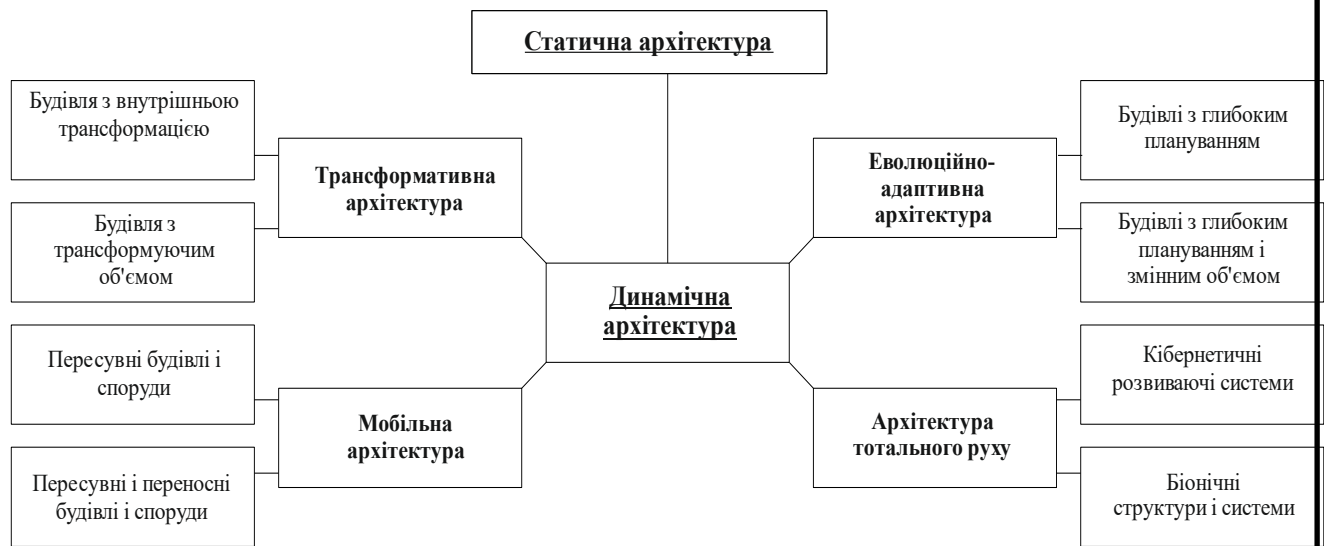 Статична архітектура
Будівля з внутрішньою
трансформацією
Будівля з
трансформуючим
об'ємом
Трансформативна
архітектура
Еволюційно-
адаптивна
архітектура
Будівлі з глибоким
плануванням
Будівлі з глибоким
плануванням і
змінним об'ємом
Динамічна
архітектура
Пересувні будівлі і
споруди
Пересувні і переносні
будівлі і споруди
Мобільна
архітектура
Архітектура
тотального руху
Кібернетичні
розвиваючі системи
Біонічні
структури і системи